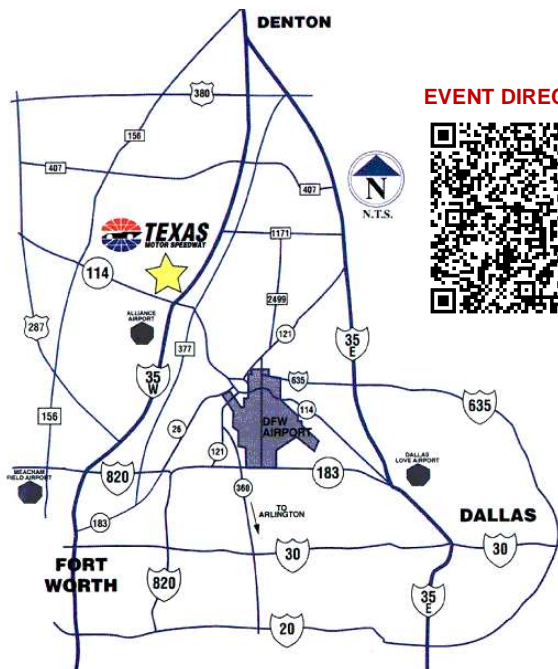 DENTON
380
EVENT DIREC
156
407
407
N
N.T.S.
TEXAS
MOTOR SPEEDWAY
1171
114
2499
287
ALLIANCE
AIRPORT
121
377
35
E
35
W
635
635
156
26
114
DFW
AIRPORT
121
MEACHAM
FIELD AIRPORT
820
360
183
DALLAS
LOVE AIRPORT
183
TO
ARLINGTON
DALLAS
30
30
FORT
WORTH
820
35
E
20